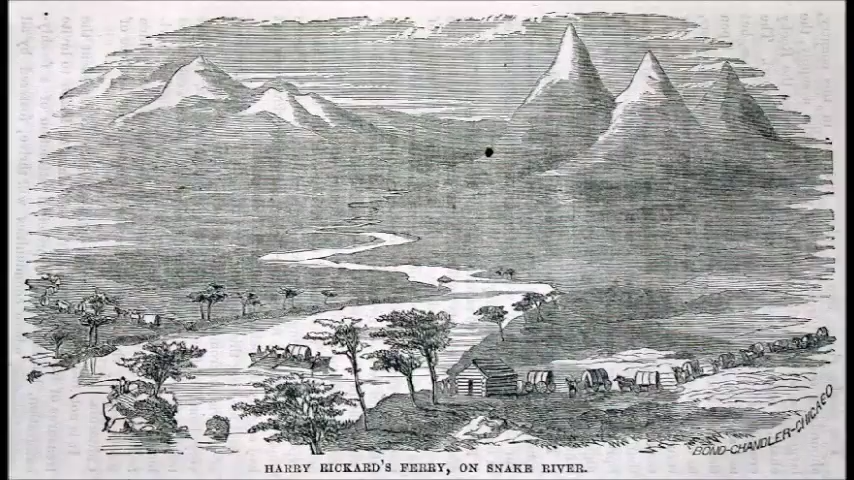 BOND-CHANDLER-CHICAGO
HARRY RICKARD'S FERRY, ON SNAKE RIVER.